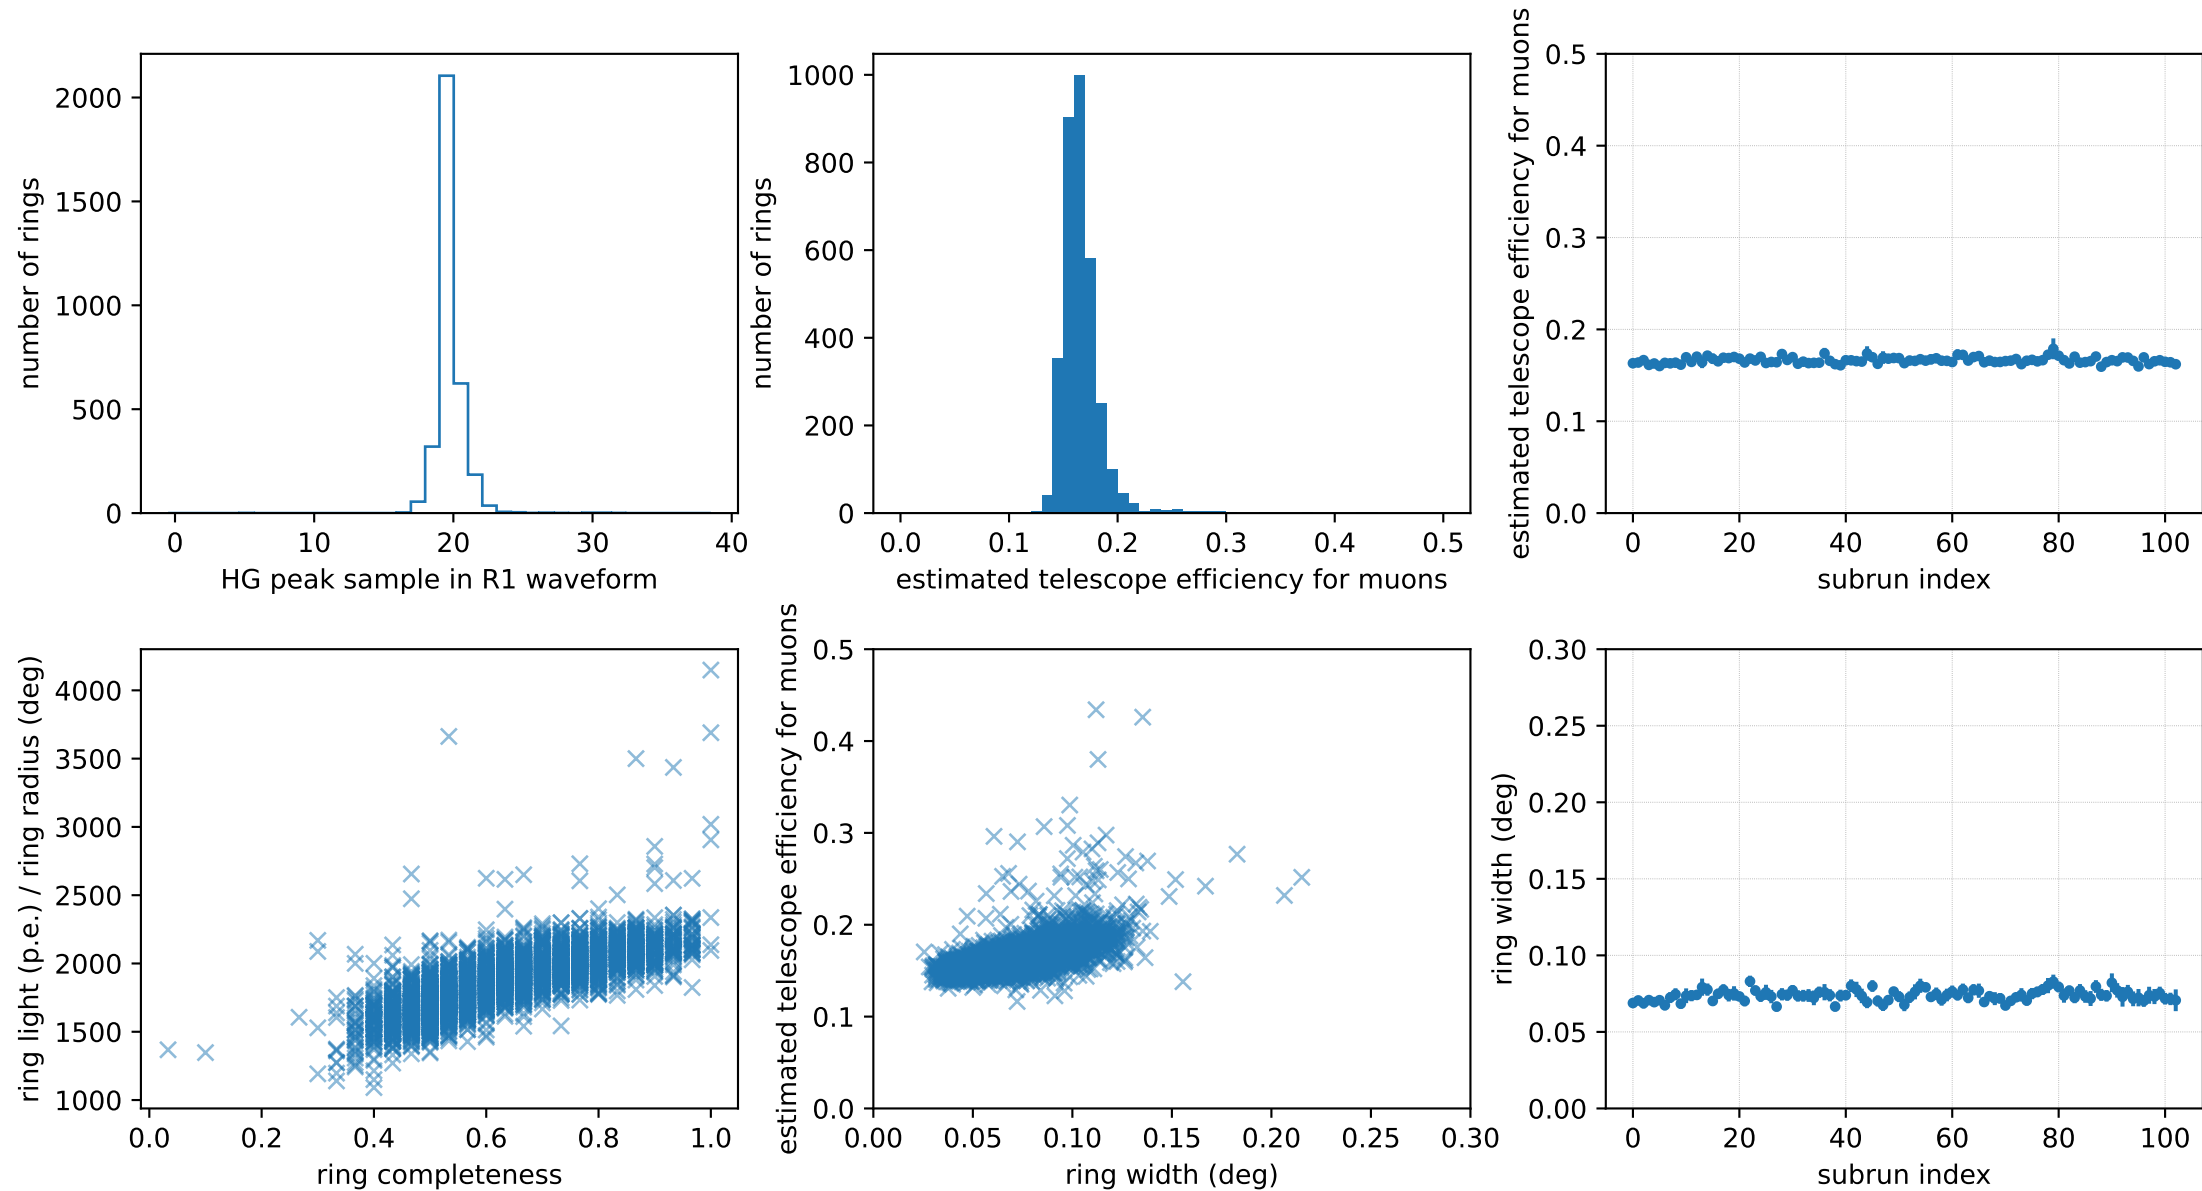 number of rings
2000
1500
1000
500
0
0 10 20 30 40
HG peak sample in R1 waveform
number of rings
1000
800
600
400
200
0
0.0 0.1 0.2 0.3 0.4 0.5
estimated telescope efficiency for muons
estimated telescope efficiency for muons
0.5
0.4
0.3
0.2
0.1
0.0
0 20 40 60 80 100
subrun index
ring light (p.e.) / ring radius (deg)
4000
3500
3000
2500
2000
1500
1000
0.0 0.2 0.4 0.6 0.8 1.0
ring completeness
estimated telescope efficiency for muons
0.5
0.4
0.3
0.2
0.1
0.0
0.00 0.05 0.10 0.15 0.20 0.25 0.30
ring width (deg)
ring width (deg)
0.30
0.25
0.20
0.15
0.10
0.05
0.00
0 20 40 60 80 100
subrun index